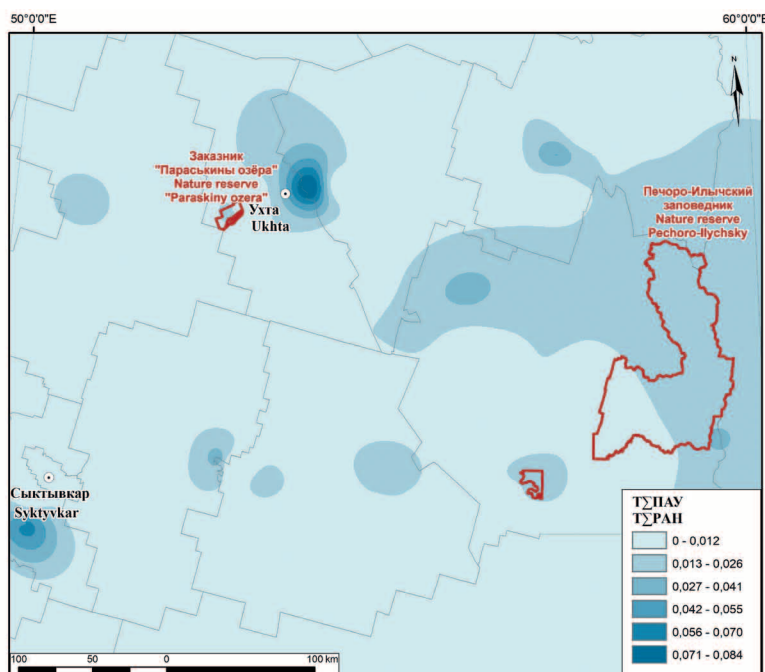 50°0'0"E
60°0'0"E
N
Заказник
"Параськины озёра"
Nature reserve
"Paraskiny ozera"
Ухта
Ukhta
Печоро-Илычский
заповедник
Nature reserve
Pechoro-Ilychsky
Сыктывкар
Syktyvkar
T∑ПАУ
T∑PAH
0 - 0,012
0,013 - 0,026
0,027 - 0,041
0,042 - 0,055
0,056 - 0,070
0,071 - 0,084
100 50 0 100 km